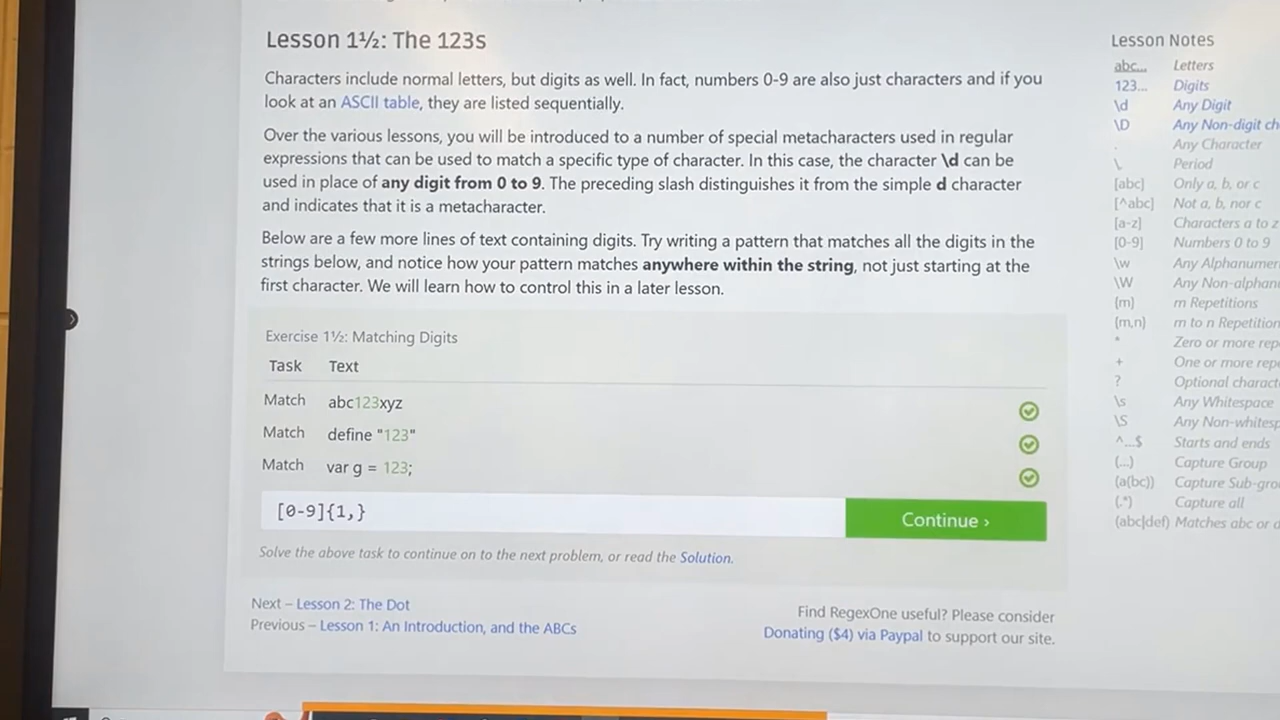 Lesson 1½: The 123s
Characters include normal letters, but digits as well. In fact, numbers 0-9 are also just characters and if you
look at an ASCII table, they are listed sequentially.
Over the various lessons, you will be introduced to a number of special metacharacters used in regular
expressions that can be used to match a specific type of character. In this case, the character \d can be
used in place of any digit from 0 to 9. The preceding slash distinguishes it from the simple d character
and indicates that it is a metacharacter.
Below are a few more lines of text containing digits. Try writing a pattern that matches all the digits in the
strings below, and notice how your pattern matches anywhere within the string, not just starting at the
first character. We will learn how to control this in a later lesson.
Exercise 1½: Matching Digits
Task Text
Match abc123xyz
Match define "123"
Match var g = 123;
[0-9]{1,}
Continue ›
Solve the above task to continue on to the next problem, or read the Solution.
Next – Lesson 2: The Dot
Previous – Lesson 1: An Introduction, and the ABCs
Find RegexOne useful? Please consider
Donating ($4) via Paypal to support our site.
Lesson Notes
abc… Letters
123… Digits
\d Any Digit
\D Any Non-digit ch
. Any Character
\. Period
[abc] Only a, b, or c
[^abc] Not a, b, nor c
[a-z] Characters a to z
[0-9] Numbers 0 to 9
\w Any Alphanumer
\W Any Non-alphan
{m} m Repetitions
{m,n} m to n Repetition
* Zero or more rep
+ One or more repe
? Optional charact
\s Any Whitespace
\S Any Non-whitesp
^…$ Starts and ends
(…) Capture Group
(a(bc)) Capture Sub-gro
(.*) Capture all
(abc|def) Matches abc or d